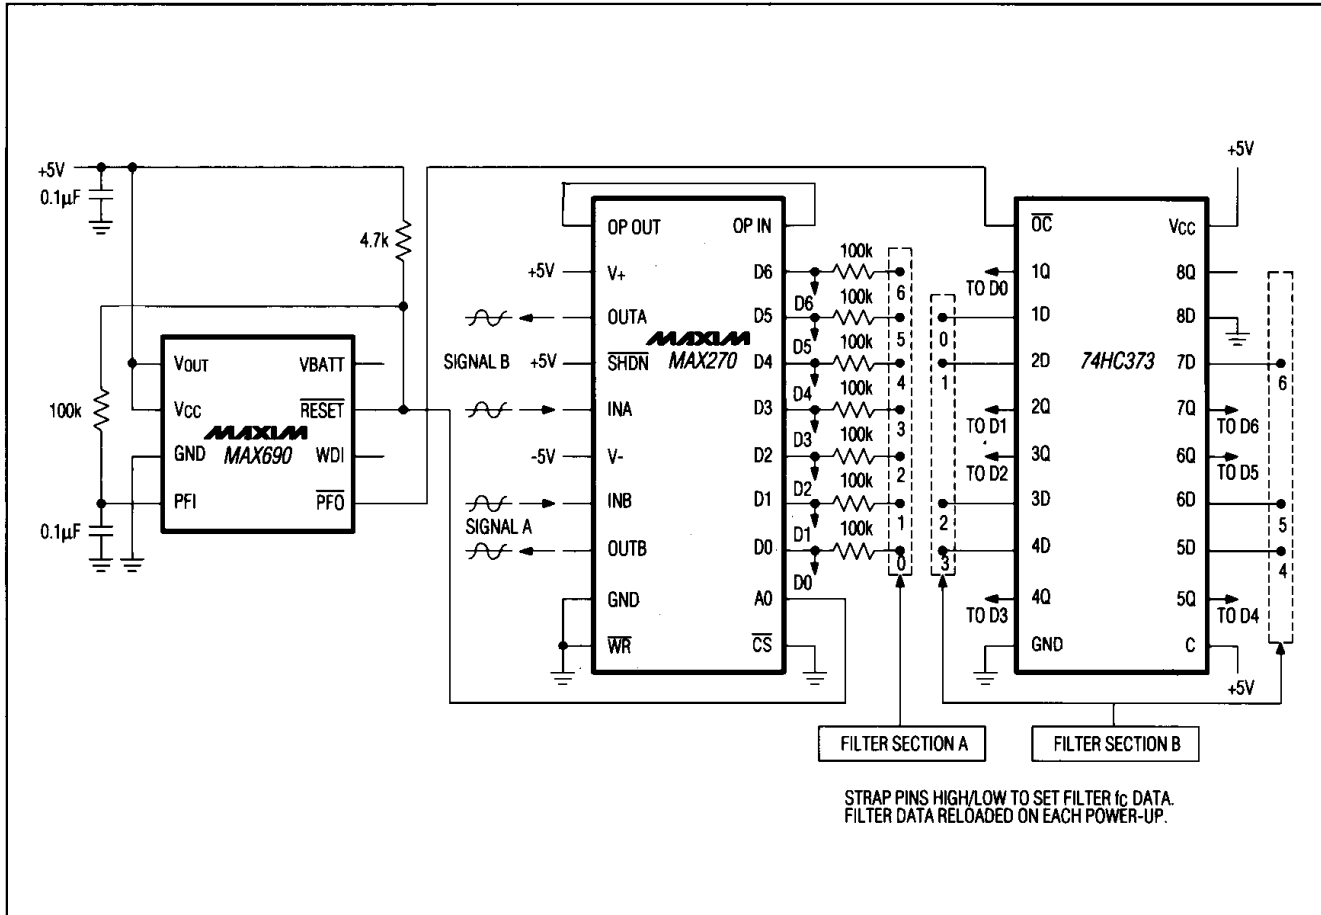 +5V
0.1µF
4.7k
100k
0.1µF
VOUT
VCC
GND
PFI
VBATT
RESET
WDI
PFO
MAXIM
MAX690
+5V
SIGNAL B
+5V
-5V
SIGNAL A
OP OUT
V+
OUTA
SHDN
INA
V-
INB
OUTB
GND
WR
OP IN
D6
D5
D4
D3
D2
D1
D0
A0
CS
MAXIM
MAX270
100k
100k
100k
100k
100k
100k
100k
D6
D5
D4
D3
D2
D1
D0
6
5
4
3
2
1
0
0
1
2
3
TO D0
TO D1
TO D2
TO D3
OC
1Q
1D
2D
2Q
3Q
3D
4D
4Q
GND
74HC373
+5V
VCC
8Q
8D
7D
7Q
6Q
6D
5D
5Q
C
TO D6
TO D5
TO D4
+5V
6
5
4
FILTER SECTION A
FILTER SECTION B
STRAP PINS HIGH/LOW TO SET FILTER fC DATA.
FILTER DATA RELOADED ON EACH POWER-UP.